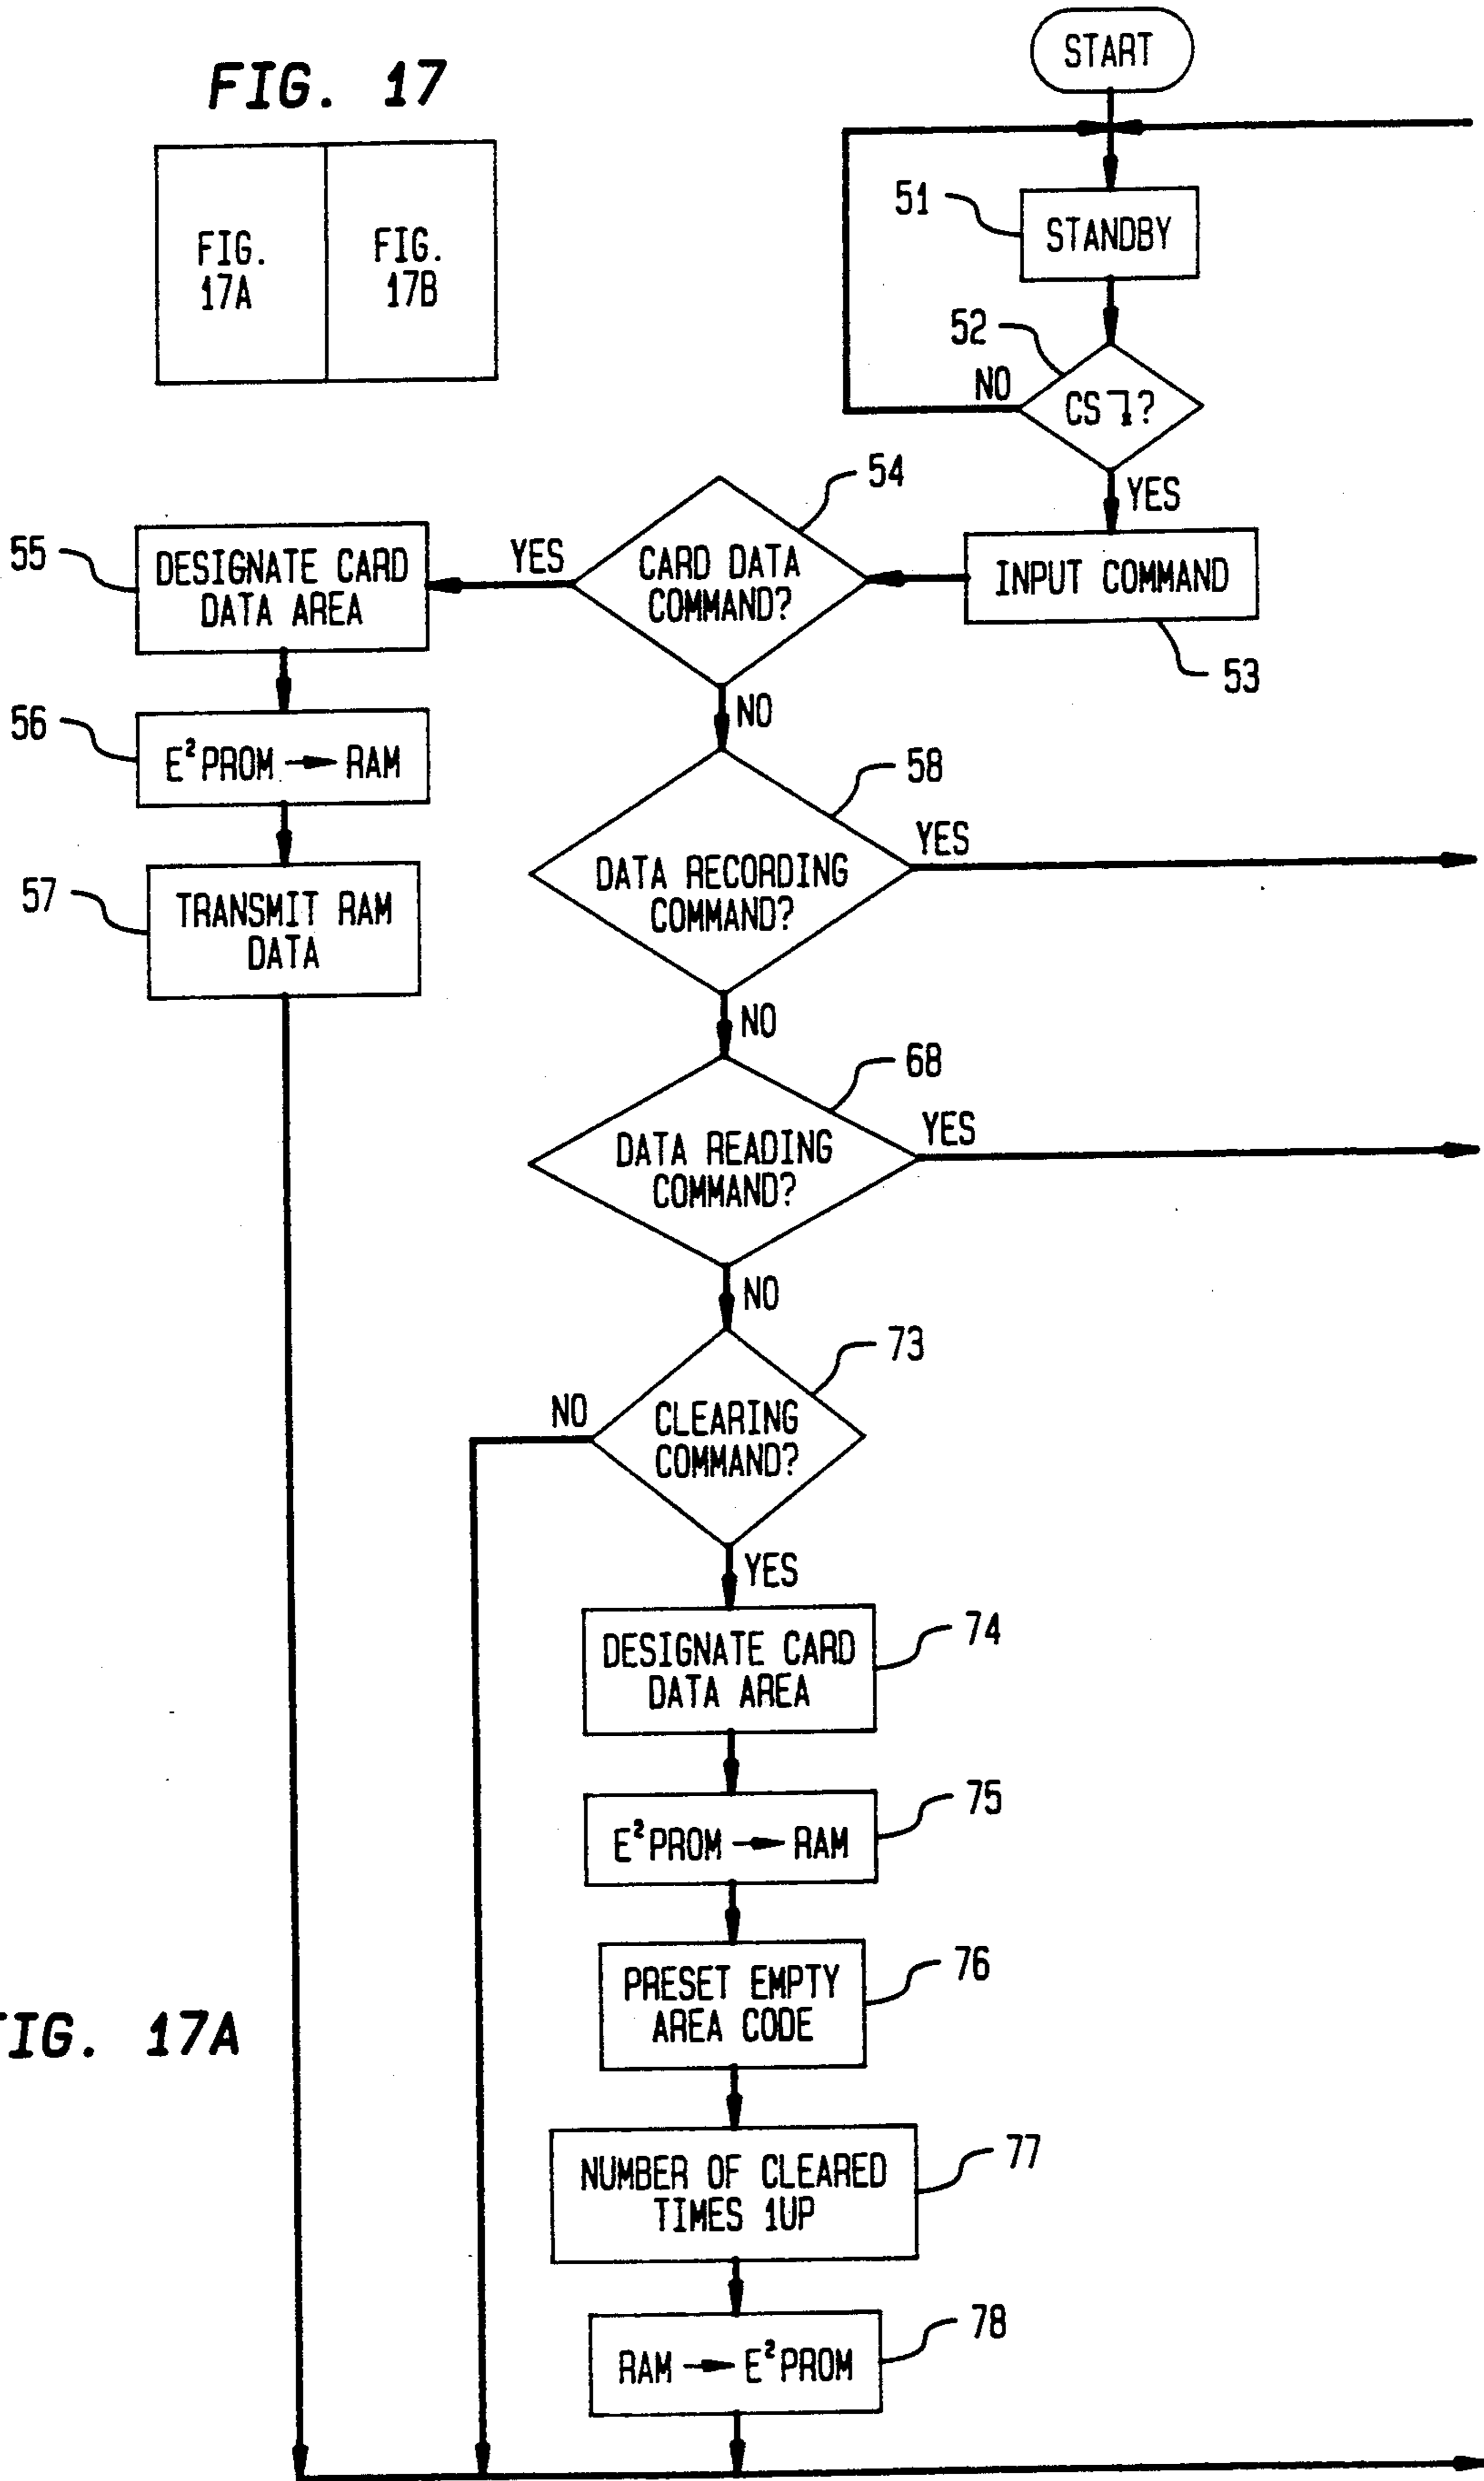 FIG. 17
FIG.
17A
FIG.
17B
START
51
STANDBY
52
CS⁊?
NO
YES
INPUT COMMAND
53
54
CARD DATA
COMMAND?
YES
NO
55
DESIGNATE CARD
DATA AREA
56
E²PROM → RAM
57
TRANSMIT RAM
DATA
58
DATA RECORDING
COMMAND?
YES
NO
68
DATA READING
COMMAND?
YES
NO
73
CLEARING
COMMAND?
NO
YES
74
DESIGNATE CARD
DATA AREA
75
E²PROM → RAM
76
PRESET EMPTY
AREA CODE
77
NUMBER OF CLEARED
TIMES 1UP
78
RAM → E²PROM
FIG. 17A